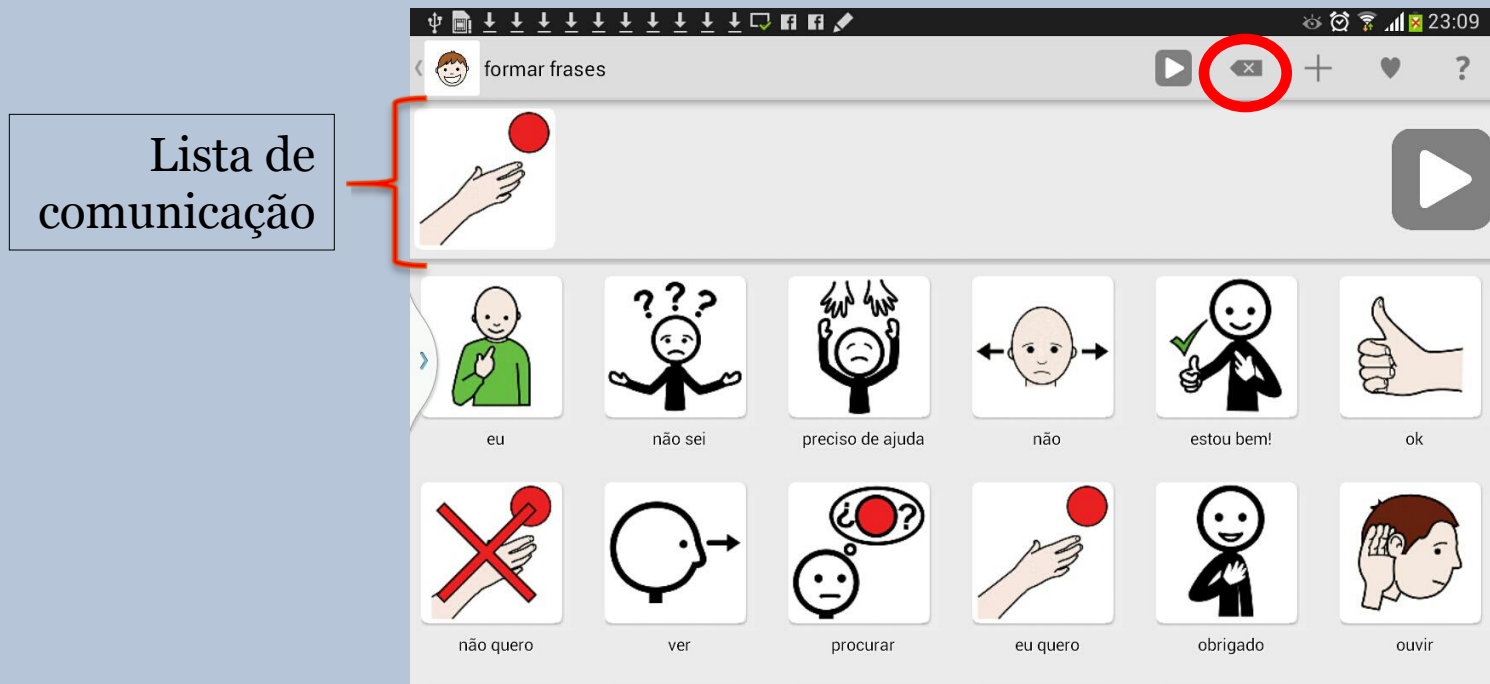 23:09
formar frases
?
Lista de
comunicação
? ? ?
eu
não sei
preciso de ajuda
não
estou bem!
ok
¿ ?
não quero
ver
procurar
eu quero
obrigado
ouvir